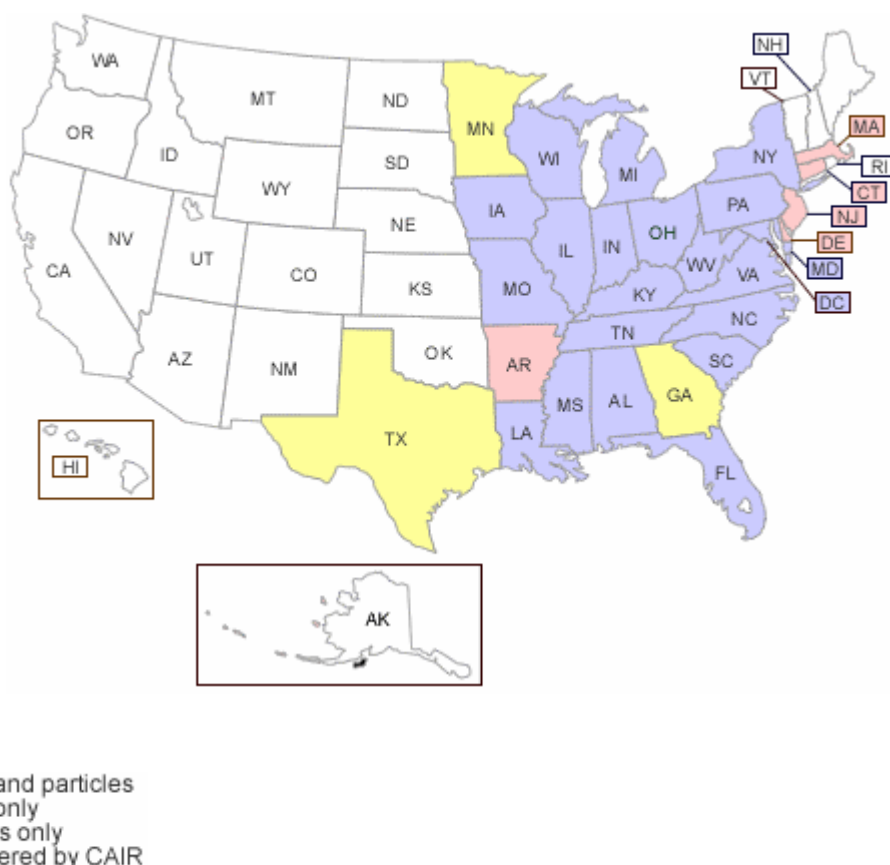 NH
VT
WA
MT
ND
MN
MA
OR
ID
SD
WI
MI
NY
RI
WY
CT
IA
PA
NJ
NE
NV
UT
IL
IN
OH
DE
CA
CO
WV
VA
MD
KS
MO
KY
DC
NC
TN
OK
SC
AZ
NM
AR
MS
AL
GA
TX
LA
HI
FL
AK
and particles
only
s only
ered by CAIR